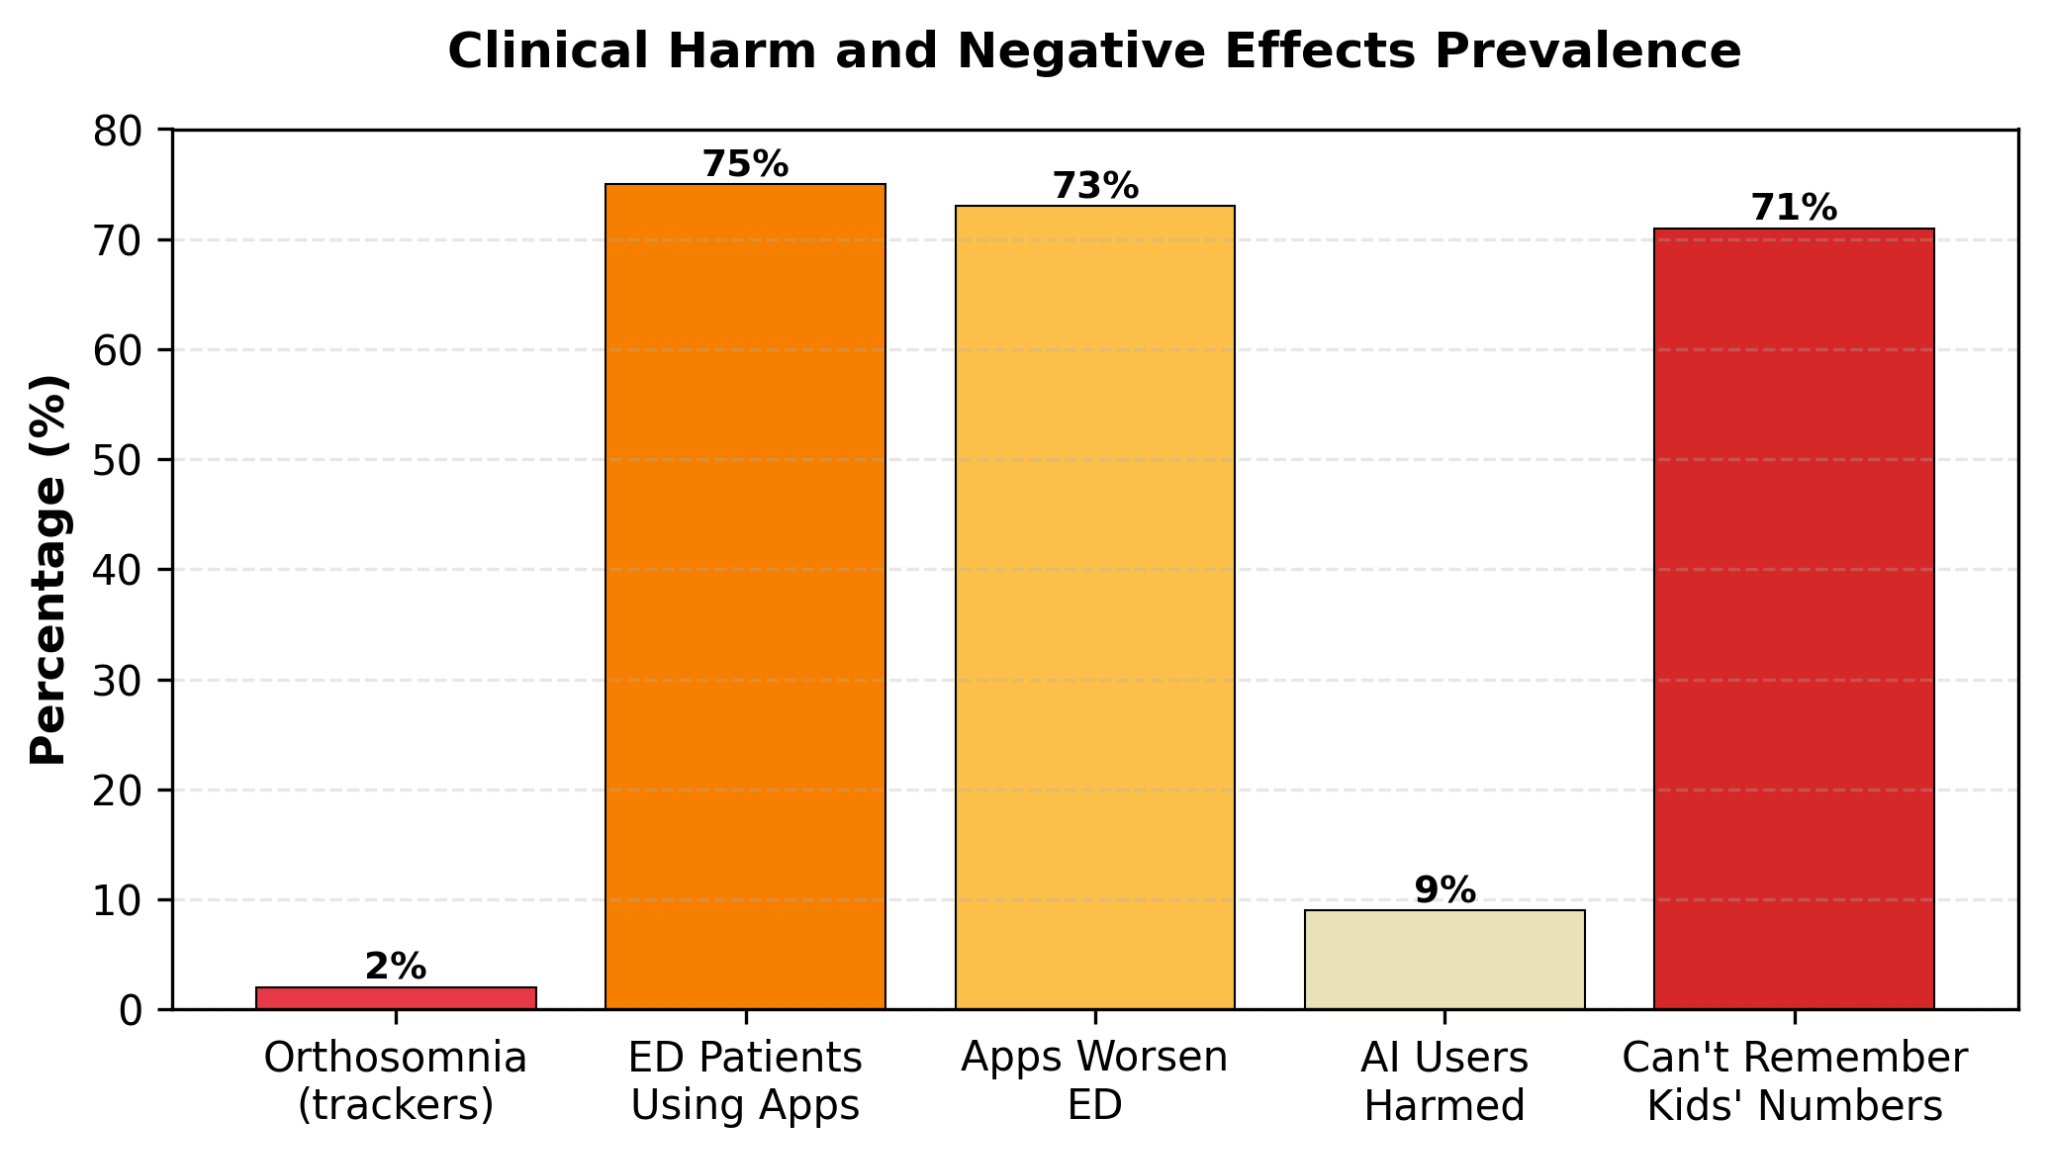 Clinical Harm and Negative Effects Prevalence
Percentage (%)
80
70
60
50
40
30
20
10
0
2%
75%
73%
9%
71%
Orthosomnia
(trackers)
ED Patients
Using Apps
Apps Worsen
ED
AI Users
Harmed
Can't Remember
Kids' Numbers